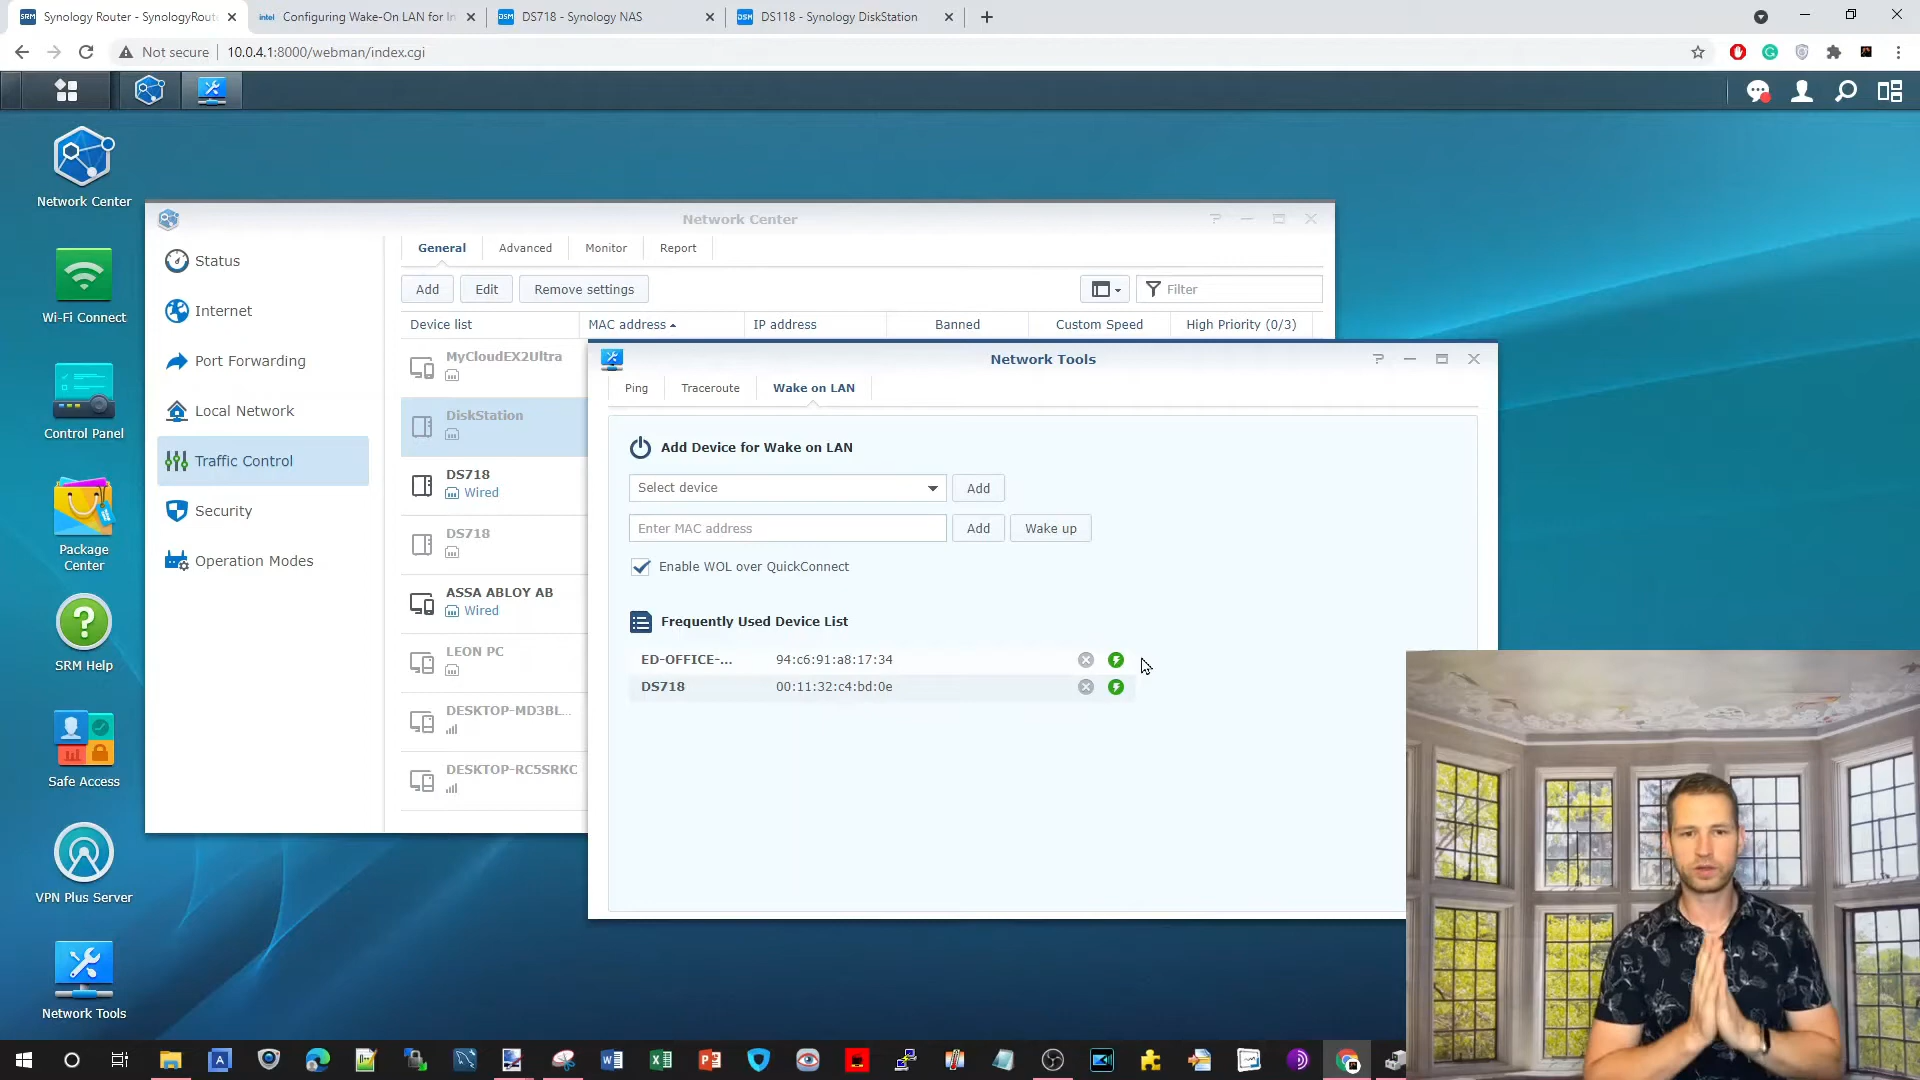 Synology Router - SynologyRoute
Configuring Wake-On LAN for In
DS718 - Synology NAS
DS118 - Synology DiskStation
Not secure
10.0.4.1:8000/webman/index.cgi
Network Center
Wi-Fi Connect
Control Panel
Package
Center
SRM Help
Safe Access
VPN Plus Server
Network Tools
Network Center
Status
Internet
Port Forwarding
Local Network
Traffic Control
Security
Operation Modes
General
Advanced
Monitor
Report
Add
Edit
Remove settings
Filter
Device list
MAC address
IP address
Banned
Custom Speed
High Priority (0/3)
MyCloudEX2Ultra
DiskStation
DS718
Wired
DS718
ASSA ABLOY AB
Wired
LEON PC
DESKTOP-MD3BL...
DESKTOP-RC5SRKC
Network Tools
Ping
Traceroute
Wake on LAN
Add Device for Wake on LAN
Select device
Add
Enter MAC address
Add
Wake up
Enable WOL over QuickConnect
Frequently Used Device List
ED-OFFICE-...
94:c6:91:a8:17:34
DS718
00:11:32:c4:bd:0e